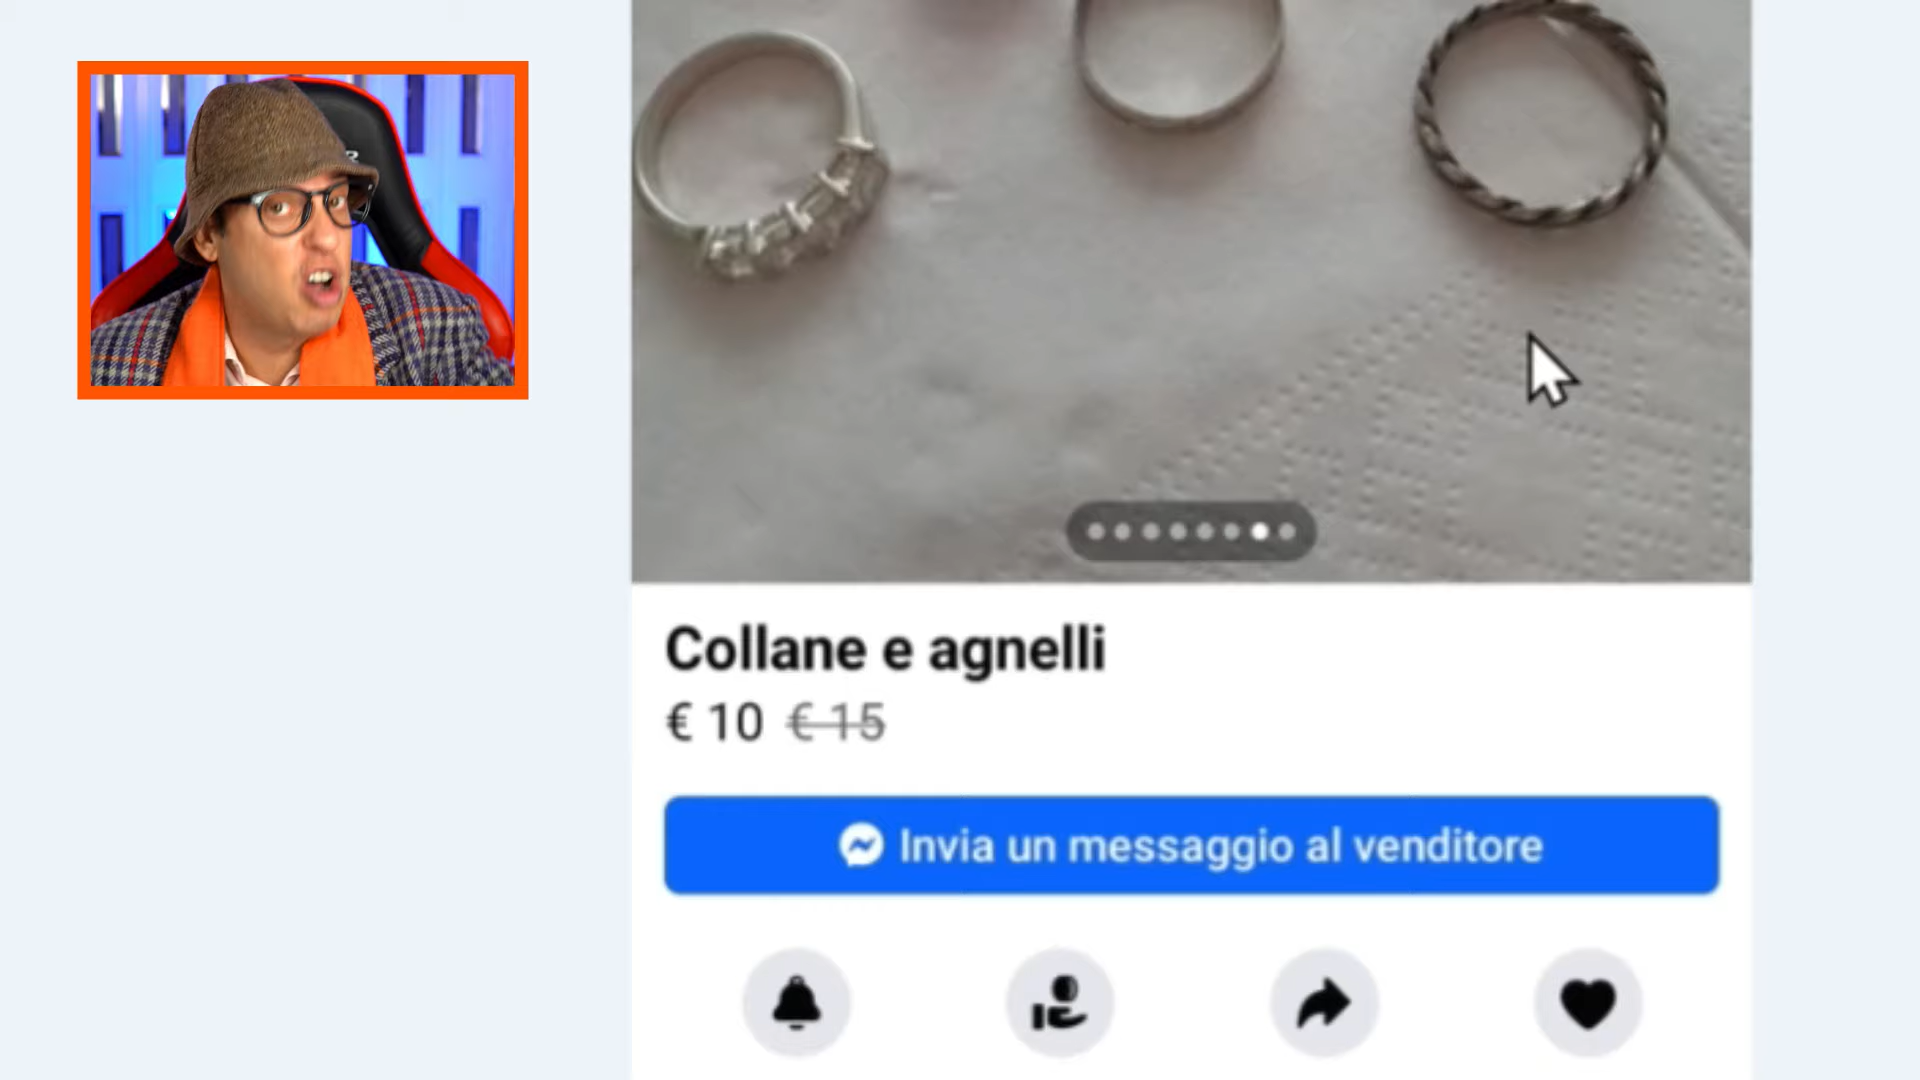 Collane e agnelli
€ 10 € 15
Invia un messaggio al venditore